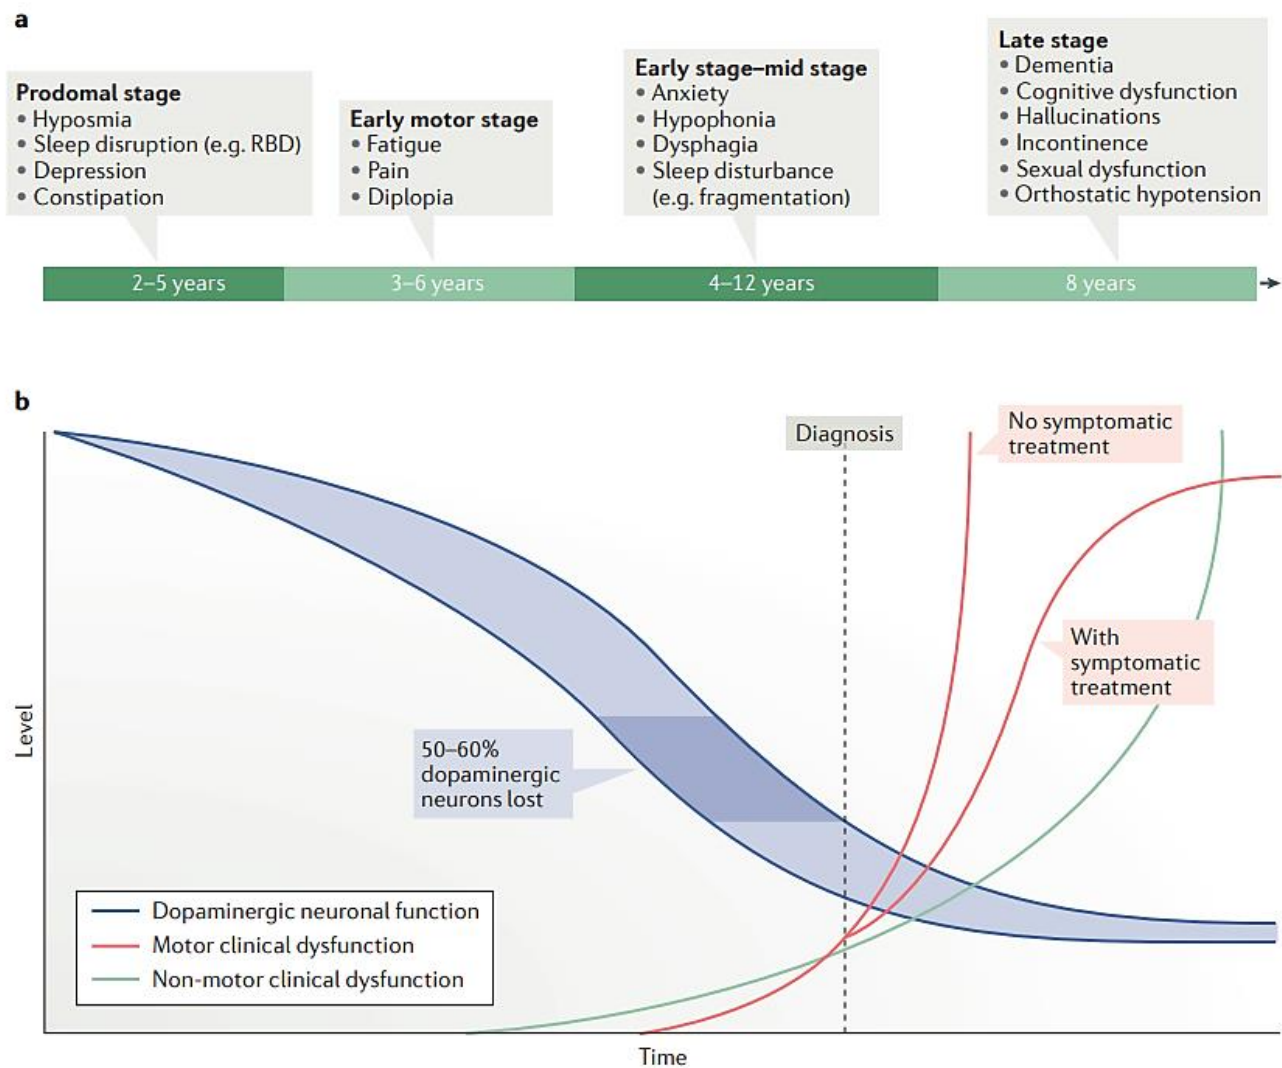 a
Prodomal stage
• Hyposmia
• Sleep disruption (e.g. RBD)
• Depression
• Constipation
Early motor stage
• Fatigue
• Pain
• Diplopia
Early stage–mid stage
• Anxiety
• Hypophonia
• Dysphagia
• Sleep disturbance
(e.g. fragmentation)
Late stage
• Dementia
• Cognitive dysfunction
• Hallucinations
• Incontinence
• Sexual dysfunction
• Orthostatic hypotension
2–5 years
3–6 years
4–12 years
8 years
b
Diagnosis
No symptomatic
treatment
With
symptomatic
treatment
50–60%
dopaminergic
neurons lost
Level
Dopaminergic neuronal function
Motor clinical dysfunction
Non-motor clinical dysfunction
Time